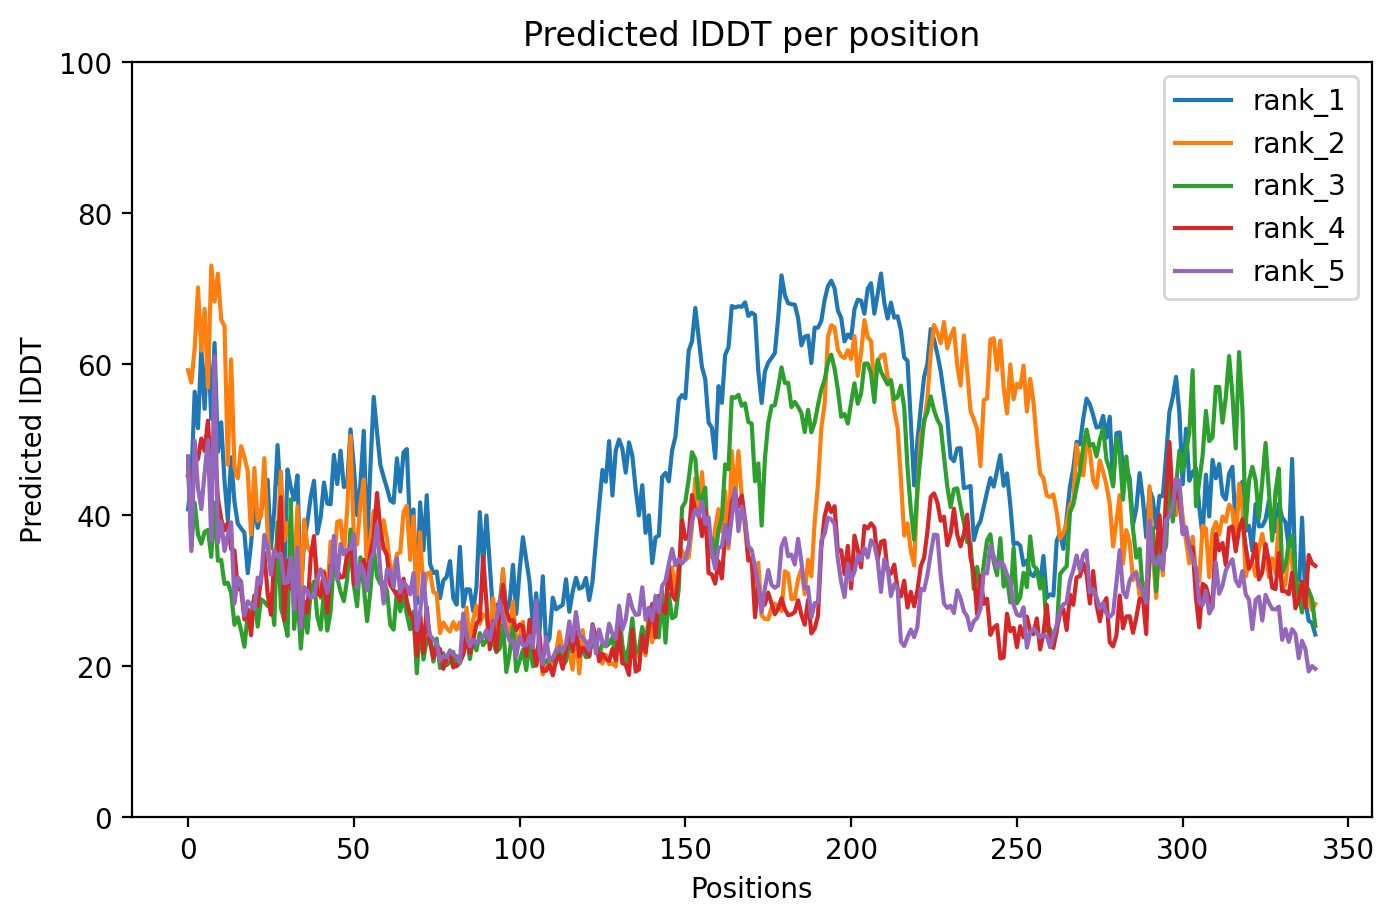 Predicted lDDT per position
100
80
60
40
20
0
Predicted lDDT
0 50 100 150 200 250 300 350
Positions
rank_1
rank_2
rank_3
rank_4
rank_5